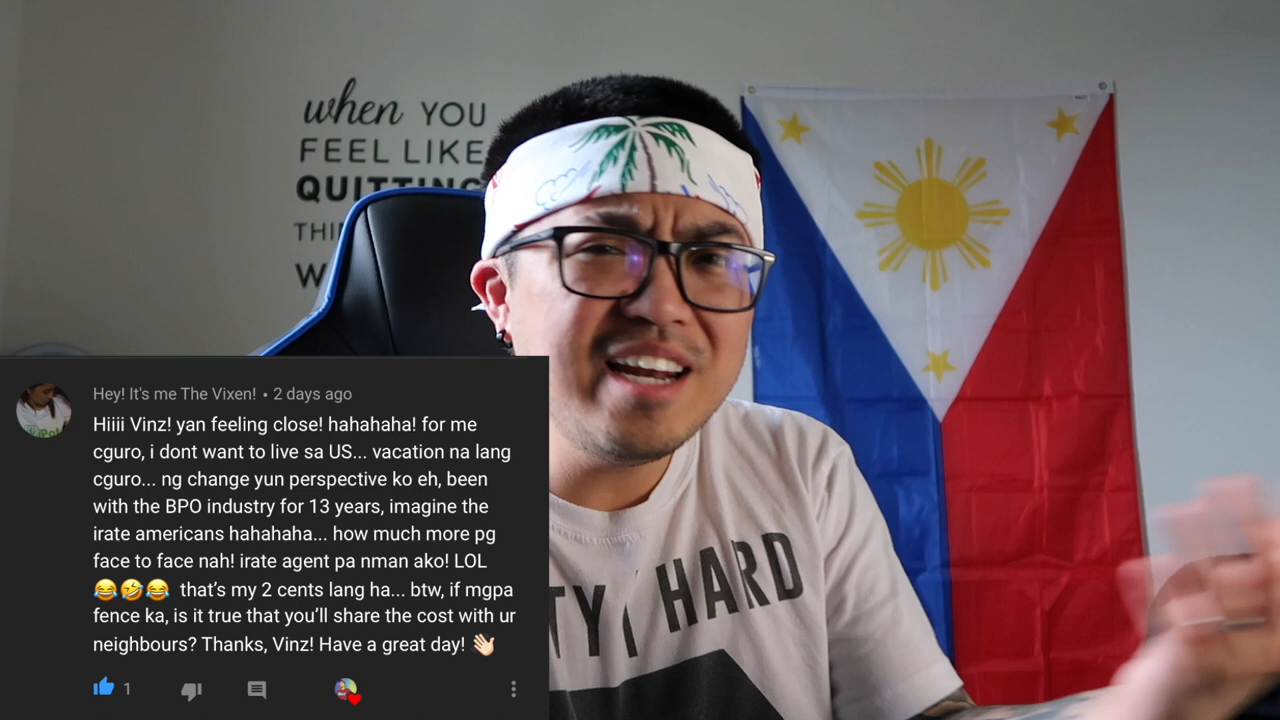 when YOU
FEEL LIKE
QUITTING
Hey! It's me The Vixen! • 2 days ago
Hiiii Vinz! yan feeling close! hahahaha! for me
cguro, i dont want to live sa US... vacation na lang
cguro... ng change yun perspective ko eh, been
with the BPO industry for 13 years, imagine the
irate americans hahahaha... how much more pg
face to face nah! irate agent pa nman ako! LOL
😂🤣😂 that's my 2 cents lang ha... btw, if mgpa
fence ka, is it true that you'll share the cost with ur
neighbours? Thanks, Vinz! Have a great day! 👋🏻
1
HARD